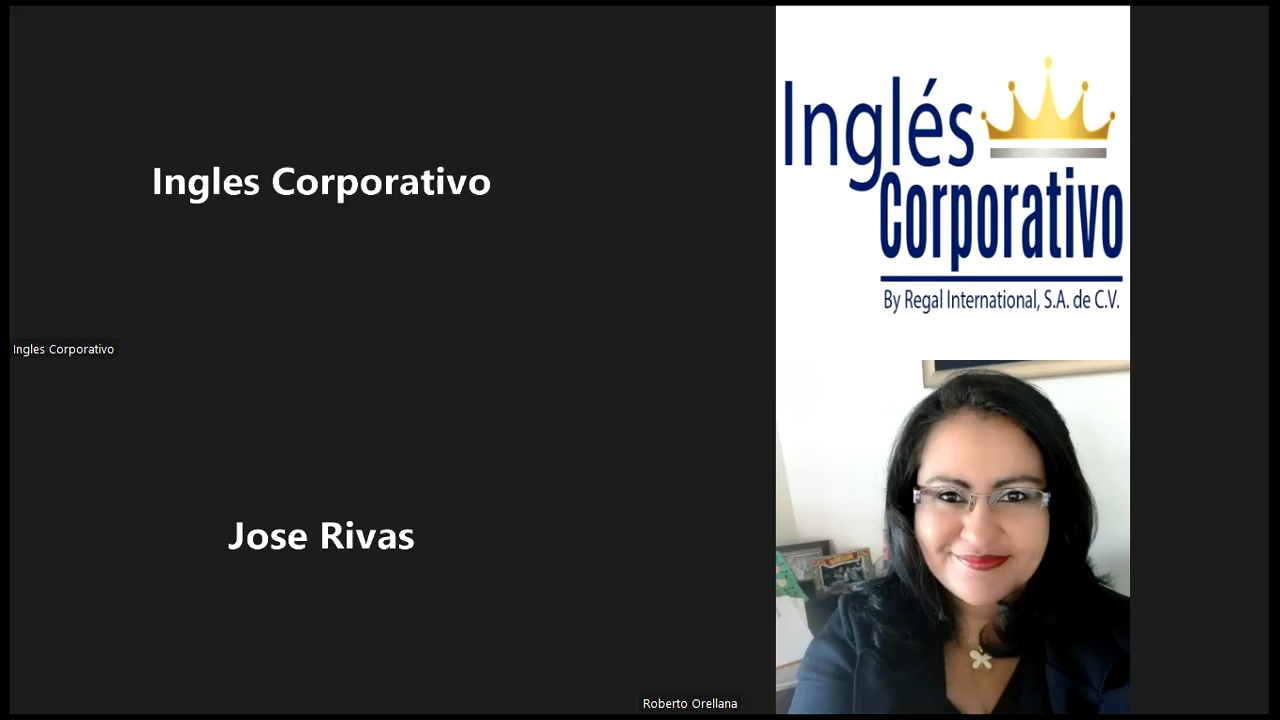 Ingles Corporativo
Ingles Corporativo
Inglés
Corporativo
By Regal International, S.A. de C.V.
Jose Rivas
Roberto Orellana